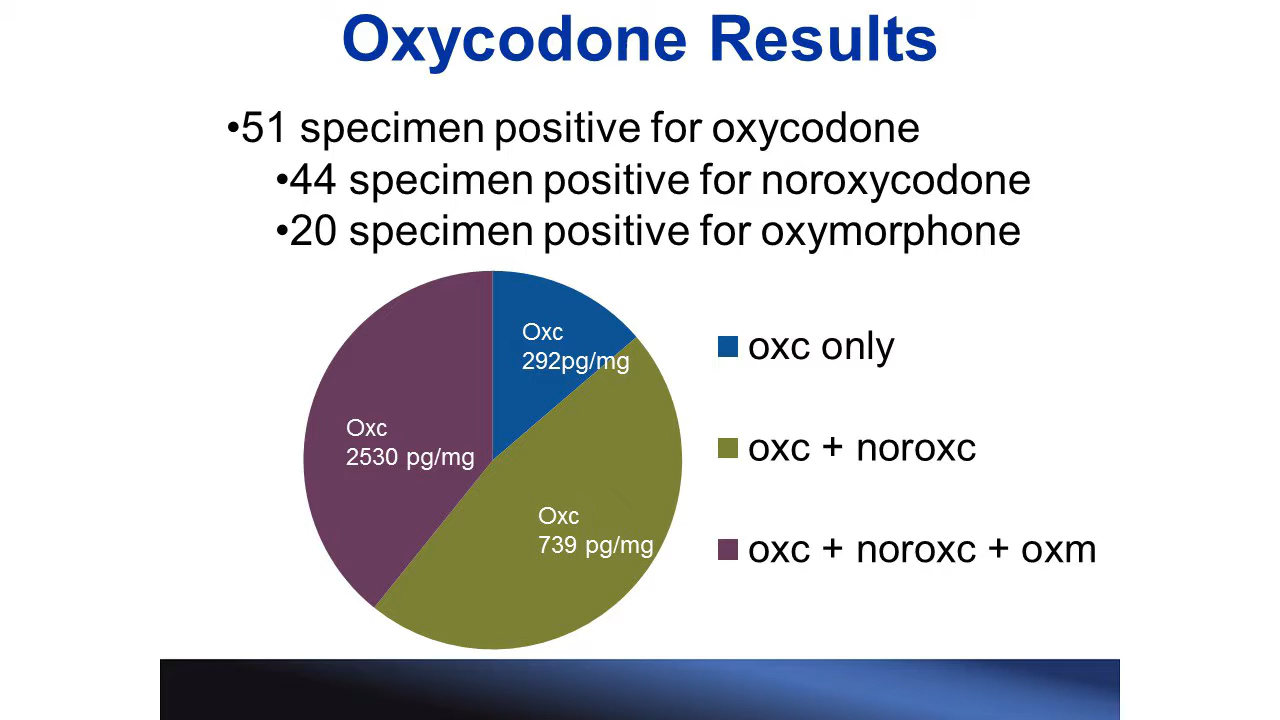 Oxycodone Results
•51 specimen positive for oxycodone
•44 specimen positive for noroxycodone
•20 specimen positive for oxymorphone
Oxc
292pg/mg
Oxc
2530 pg/mg
Oxc
739 pg/mg
oxc only
oxc + noroxc
oxc + noroxc + oxm